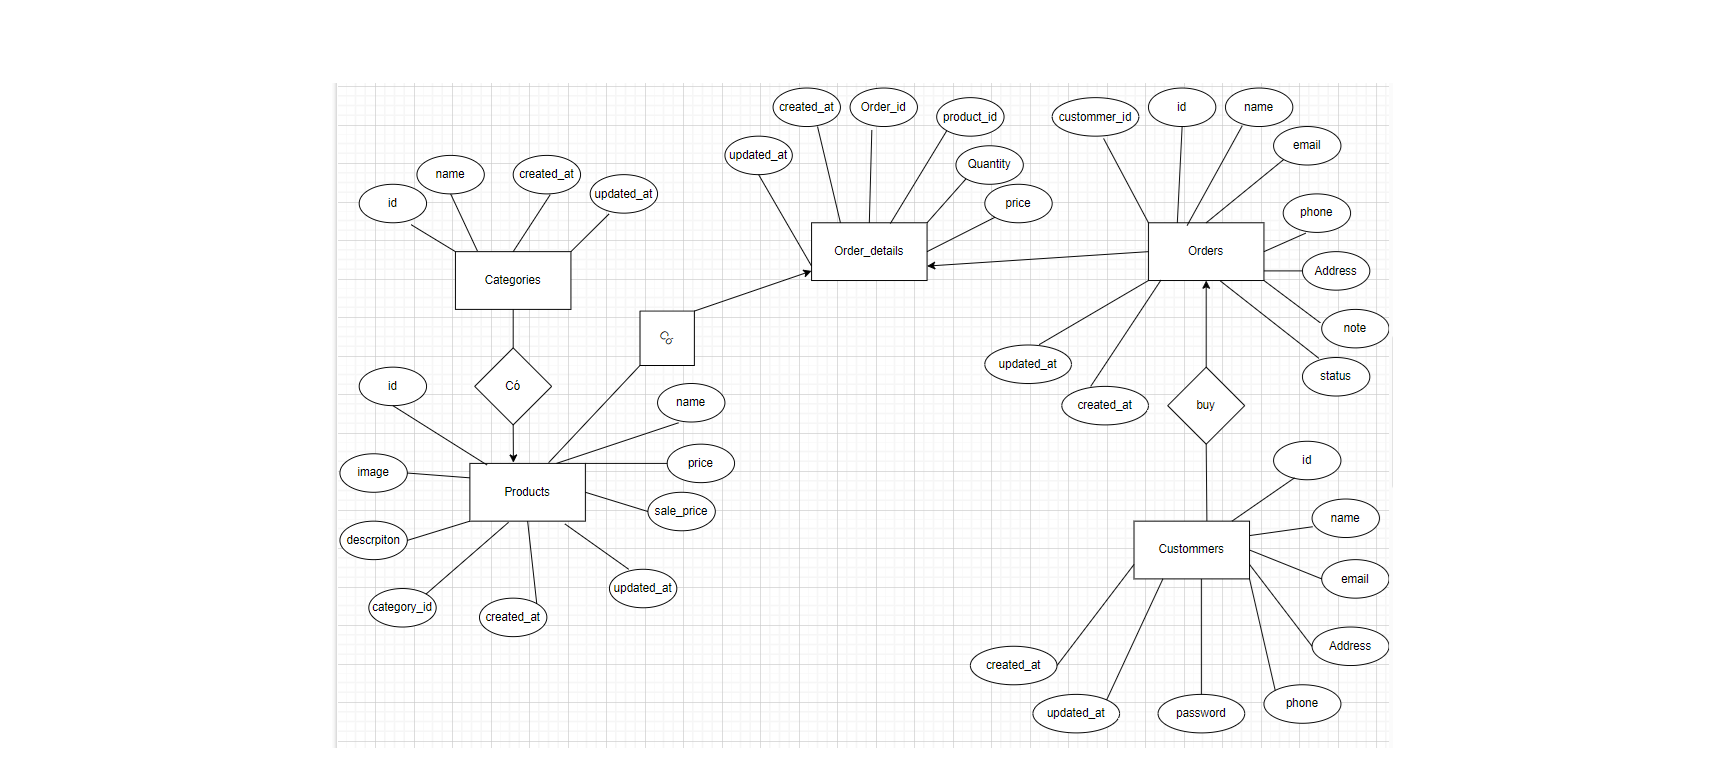 created_at
Order_id
product_id
custommer_id
id
name
email
updated_at
Quantity
price
phone
id
name
created_at
updated_at
Categories
Order_details
Orders
Address
note
status
updated_at
created_at
Có
Có
buy
id
name
price
sale_price
image
Products
descrpiton
category_id
created_at
updated_at
id
name
Custommers
email
Address
created_at
updated_at
password
phone